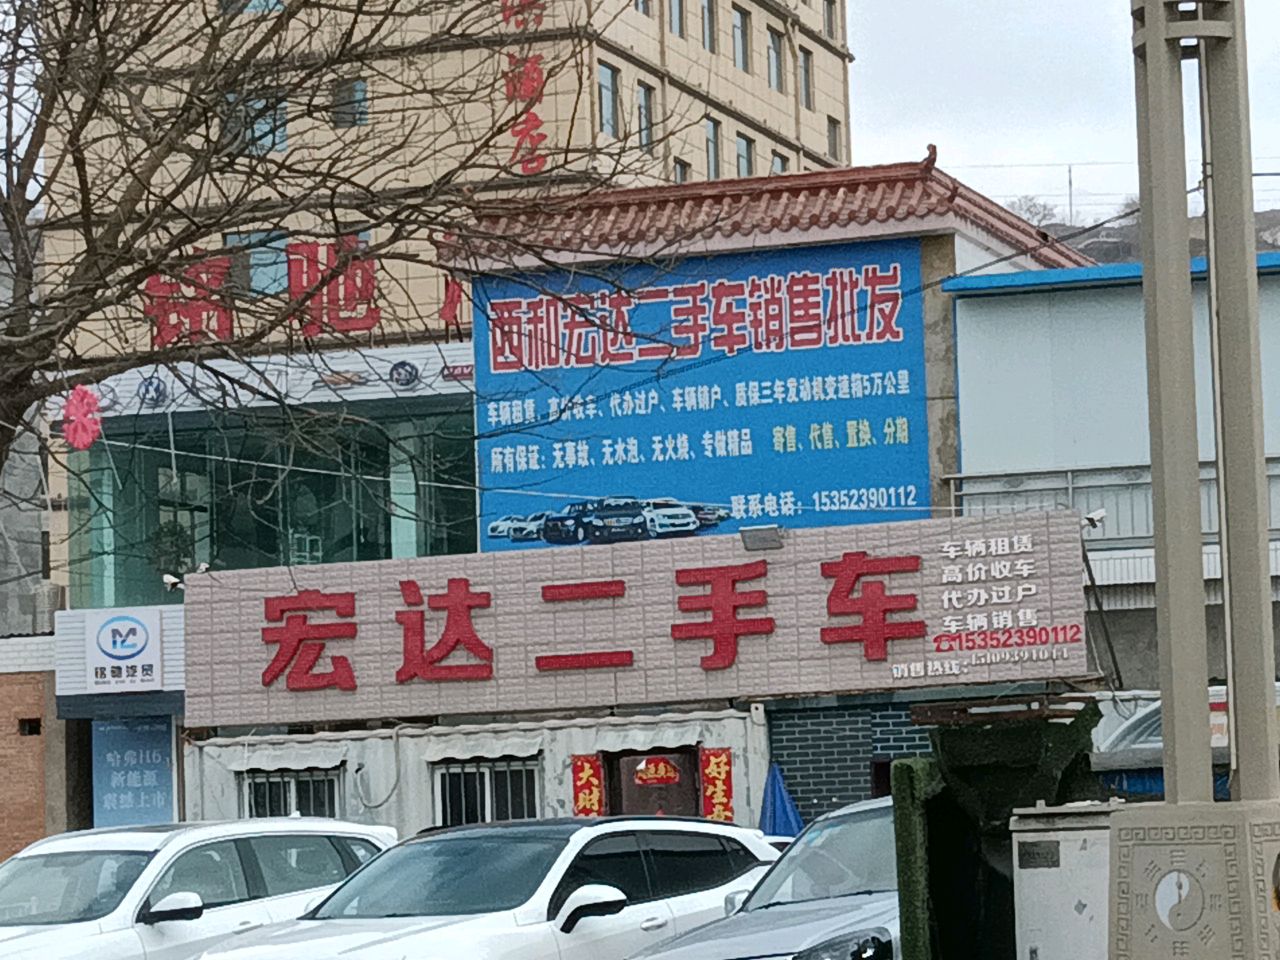 酒店
铭驰
西和宏达二手车销售批发
车辆租赁、高价收车、代办过户、车辆销户、质保三年发动机变速箱5万公里
所有保证：无事故、无水泡、无火烧、专做精品 寄售、代售、置换、分期
联系电话：15352390112
宏达二手车
车辆租赁
高价收车
代办过户
车辆销售
☎15352390112
销售热线:
铭驰汽贸
哈弗H6
新能源
震撼上市
大财
好生意